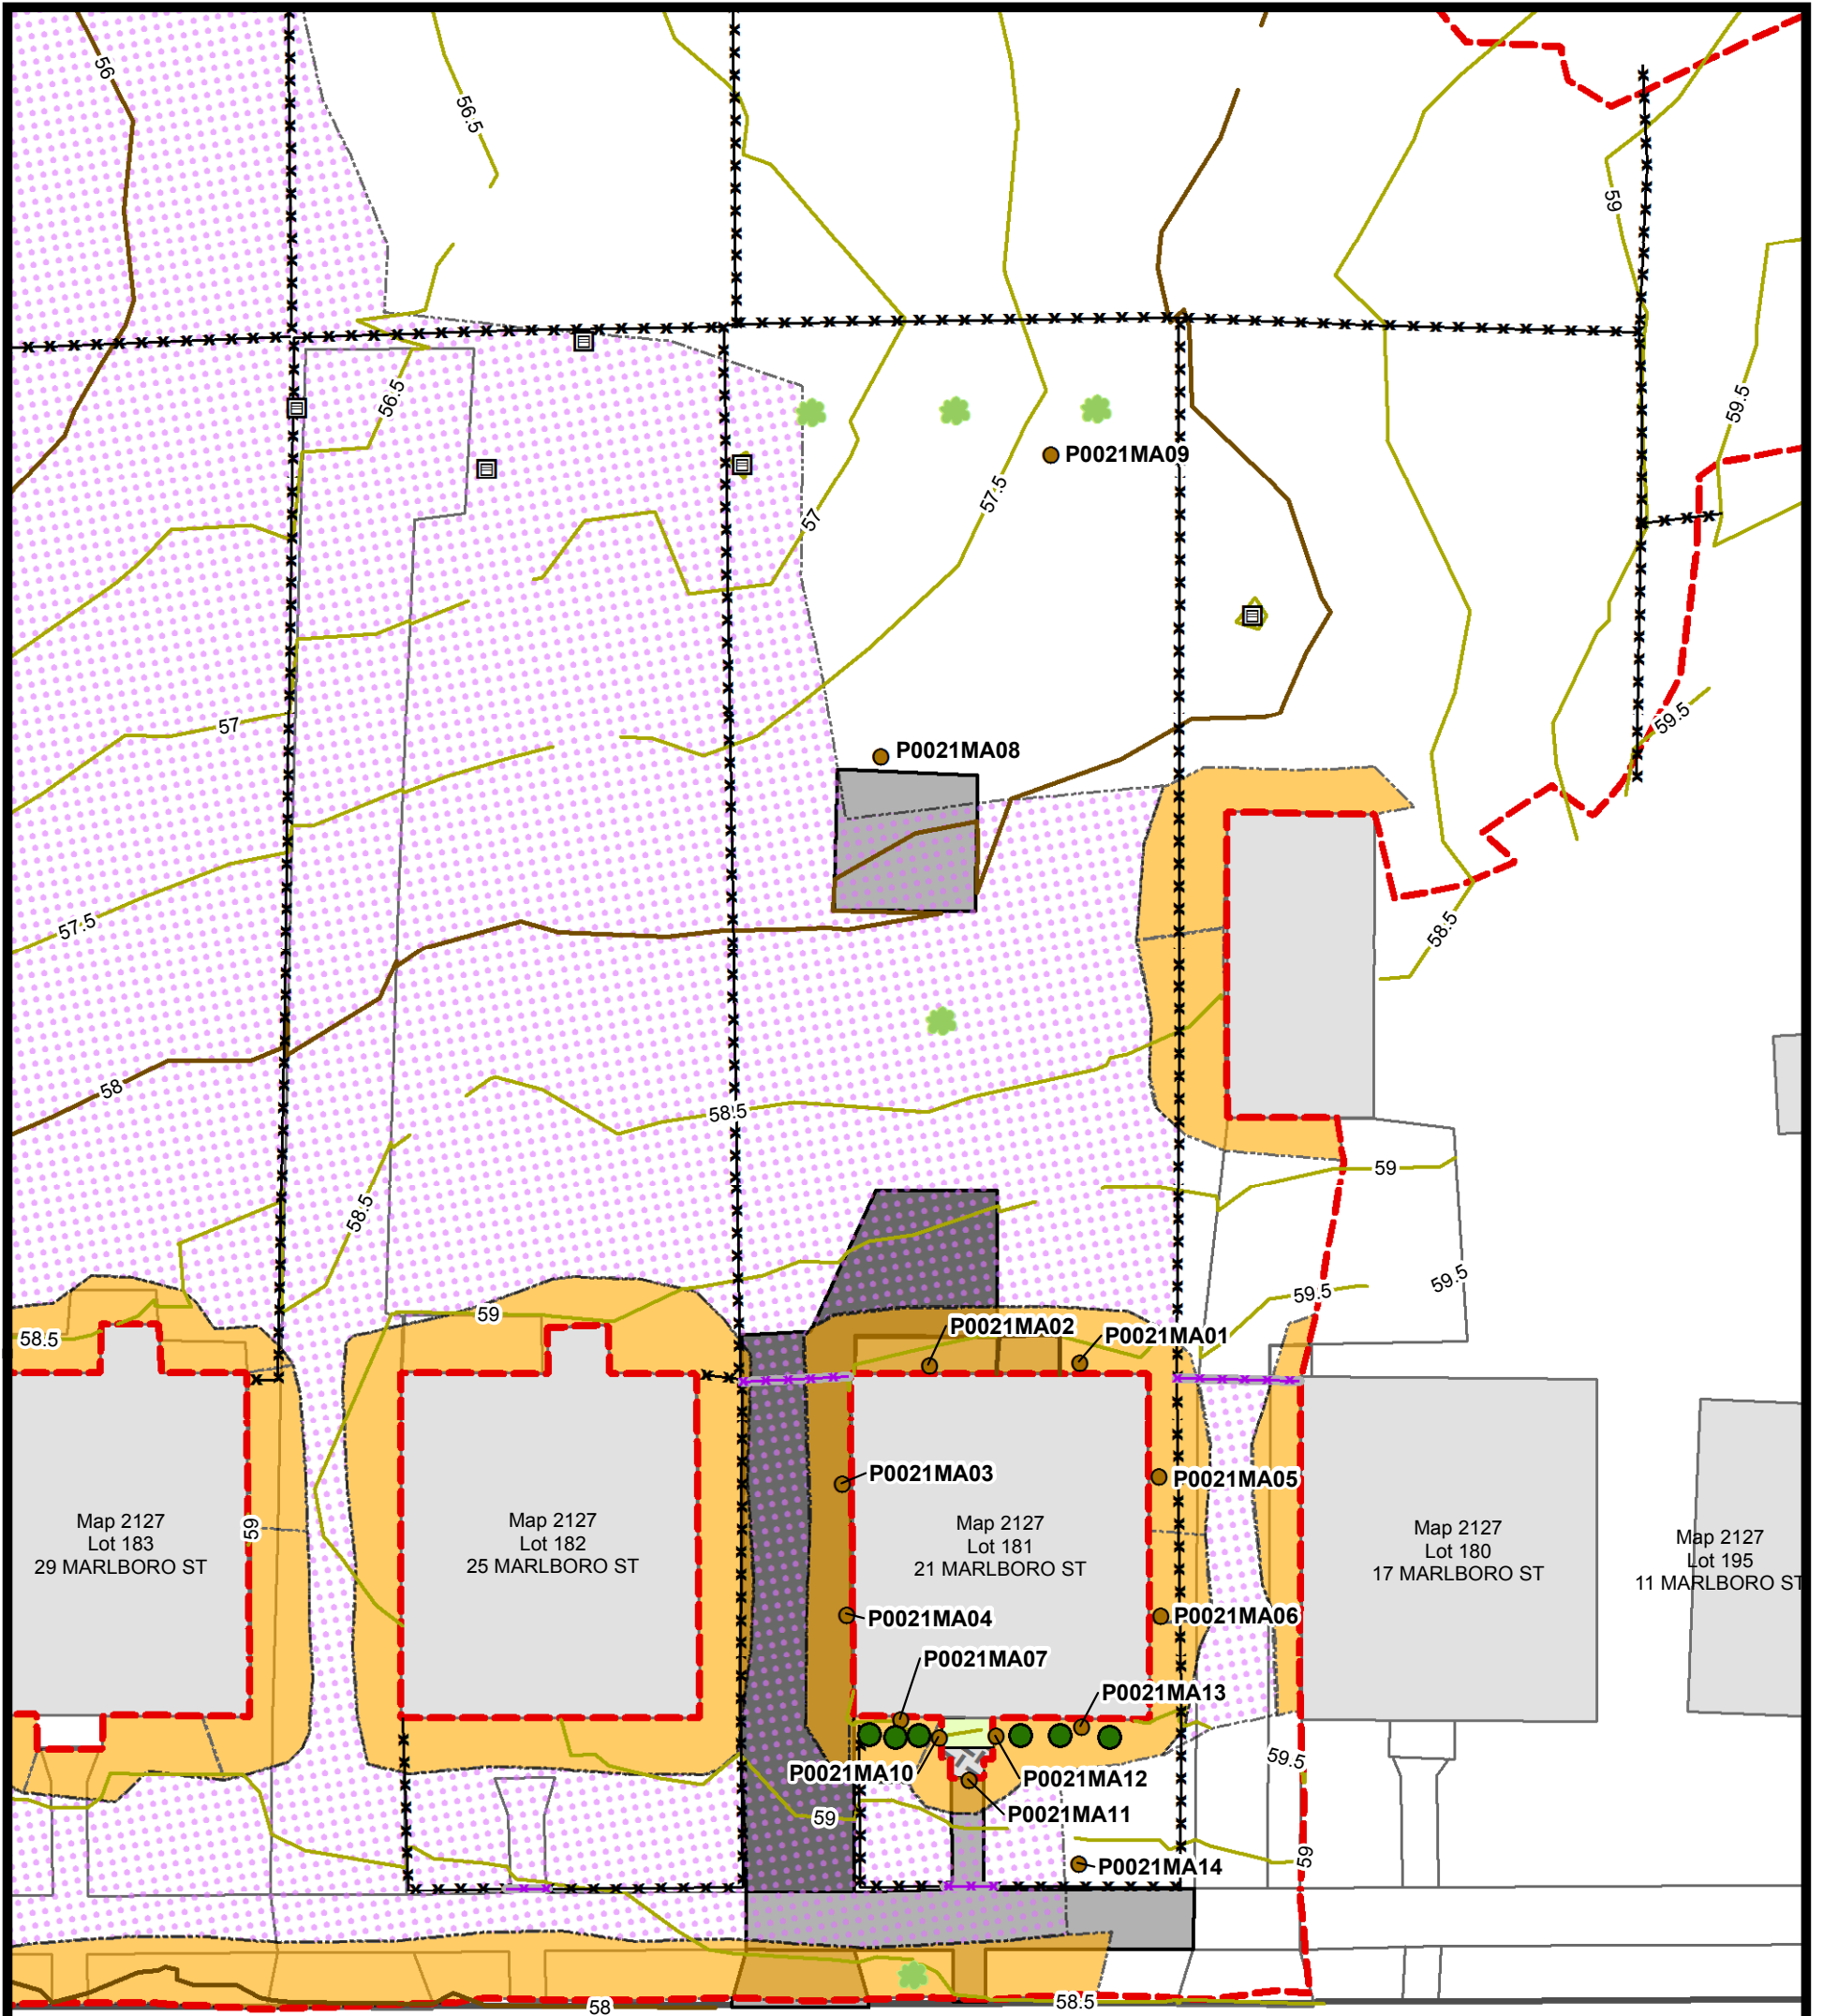 56
56.5
59
56.5
59.5
P0021MA09
57.5
57
57
59.5
P0021MA08
57.5
58.5
58
58.5
59
58.5
59.5
59.5
59
58.5
P0021MA02
P0021MA01
P0021MA03
P0021MA05
Map 2127
Lot 183
29 MARLBORO ST
59
Map 2127
Lot 182
25 MARLBORO ST
Map 2127
Lot 181
21 MARLBORO ST
Map 2127
Lot 180
17 MARLBORO ST
Map 2127
Lot 195
11 MARLBORO ST
P0021MA04
P0021MA06
P0021MA07
P0021MA13
59.5
P0021MA10
P0021MA12
P0021MA11
59
59
P0021MA14
58
58.5